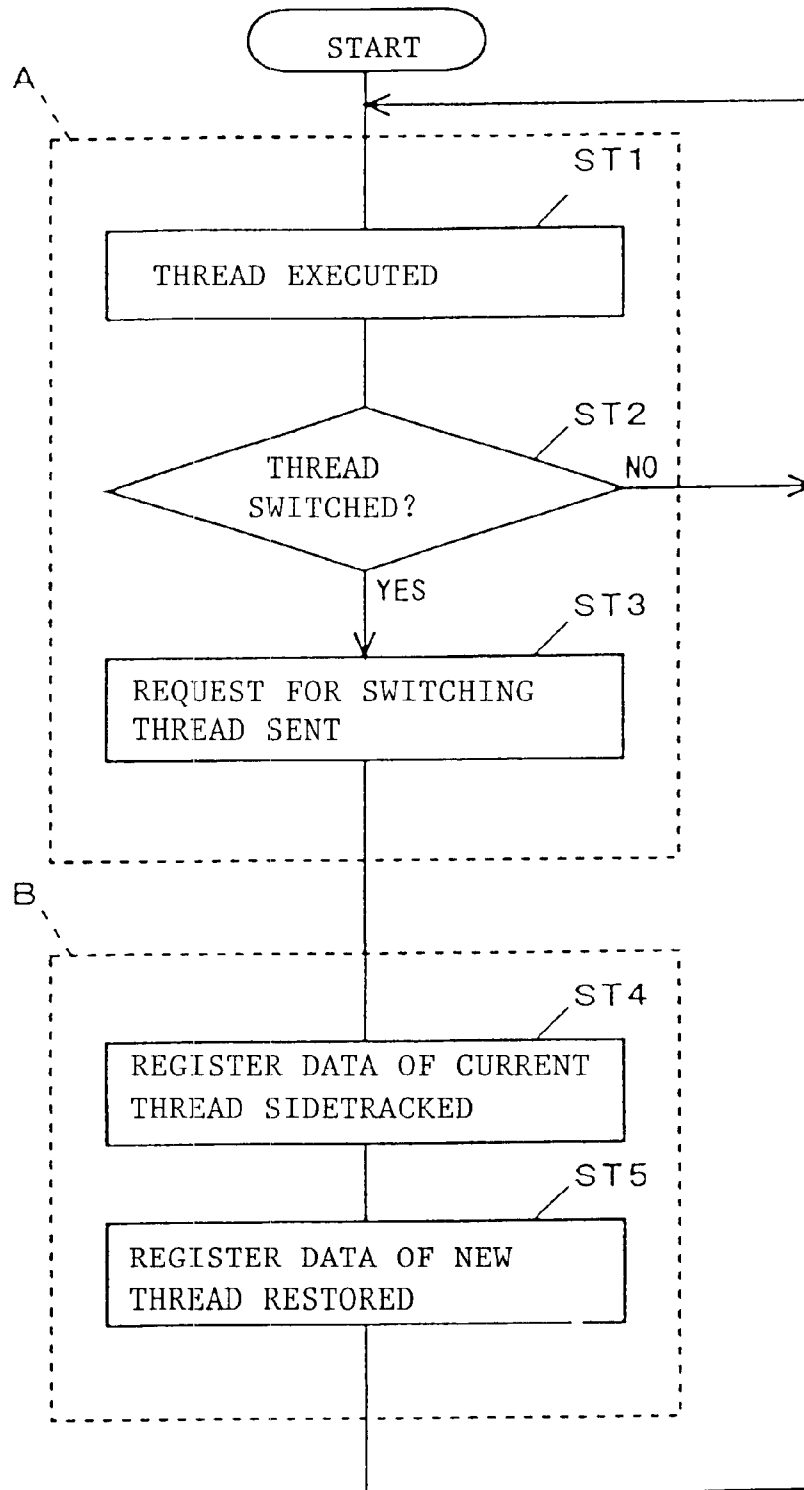 START
A
ST1
THREAD EXECUTED
ST2
THREAD
SWITCHED?
NO
YES
ST3
REQUEST FOR SWITCHING
THREAD SENT
B
ST4
REGISTER DATA OF CURRENT
THREAD SIDETRACKED
ST5
REGISTER DATA OF NEW
THREAD RESTORED